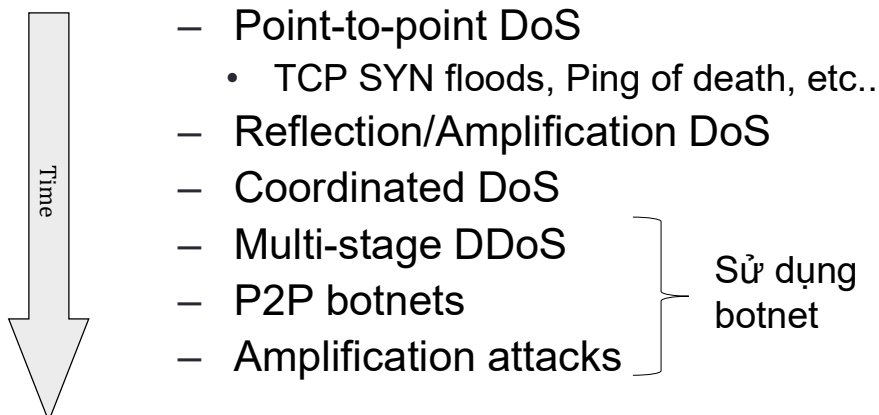 Time
– Point-to-point DoS
• TCP SYN floods, Ping of death, etc..
– Reflection/Amplification DoS
– Coordinated DoS
– Multi-stage DDoS
– P2P botnets
– Amplification attacks
Sử dụng
botnet